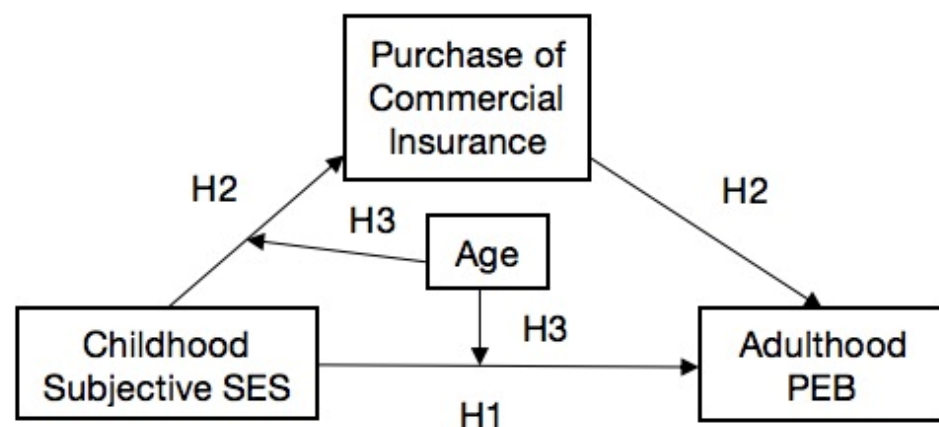 Purchase of
Commercial
Insurance
H2
H2
H3
Age
H3
Childhood
Subjective SES
Adulthood
PEB
H1